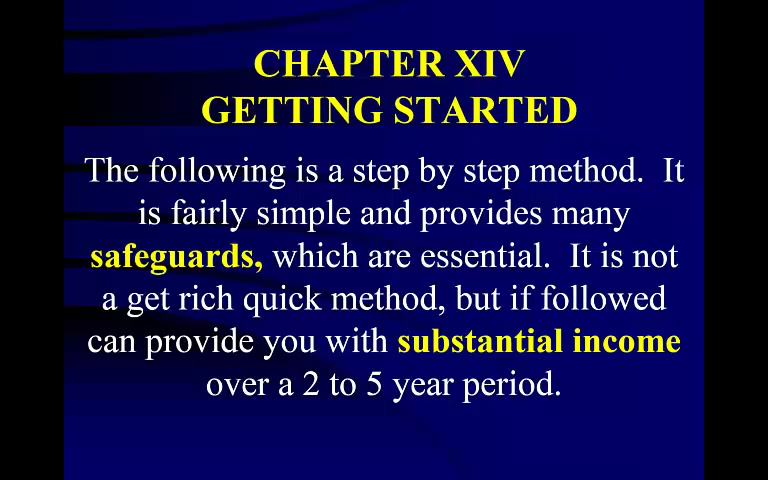 CHAPTER XIV
GETTING STARTED
The following is a step by step method.  It
is fairly simple and provides many
safeguards, which are essential.  It is not
a get rich quick method, but if followed
can provide you with substantial income
over a 2 to 5 year period.